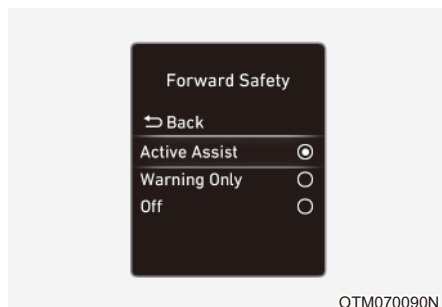 Forward Safety
Back
Active Assist
Warning Only
Off
OTM070090N